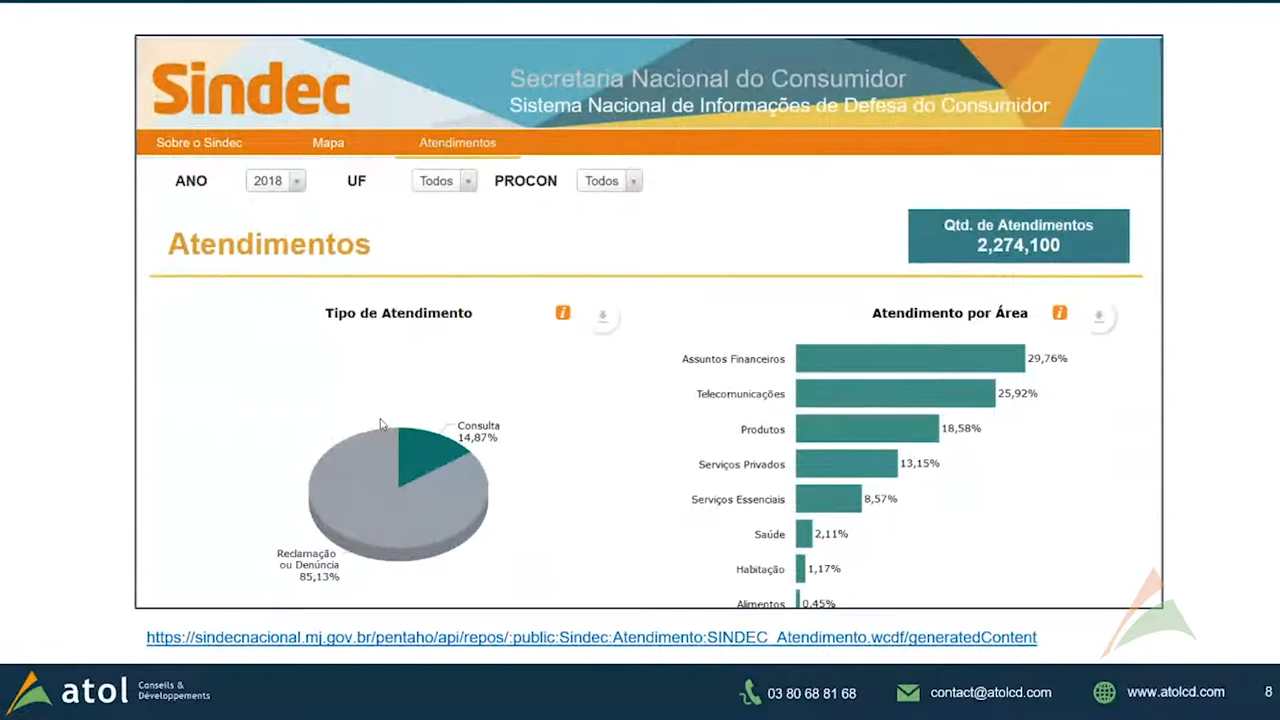 Sindec
Secretaria Nacional do Consumidor
Sistema Nacional de Informações de Defesa do Consumidor
Sobre o Sindec
Mapa
Atendimentos
ANO
2018
UF
Todos
PROCON
Todos
Atendimentos
Qtd. de Atendimentos
2,274,100
Tipo de Atendimento
i
Consulta
14,87%
Reclamação
ou Denúncia
85,13%
Atendimento por Área
i
Assuntos Financeiros 29,76%
Telecomunicações 25,92%
Produtos 18,58%
Serviços Privados 13,15%
Serviços Essenciais 8,57%
Saúde 2,11%
Habitação 1,17%
Alimentos 0,45%
https://sindecnacional.mj.gov.br/pentaho/api/repos/:public:Sindec:Atendimento:SINDEC_Atendimento.wcdf/generatedContent
atol Conseils &
Développements
03 80 68 81 68
contact@atolcd.com
www.atolcd.com
8